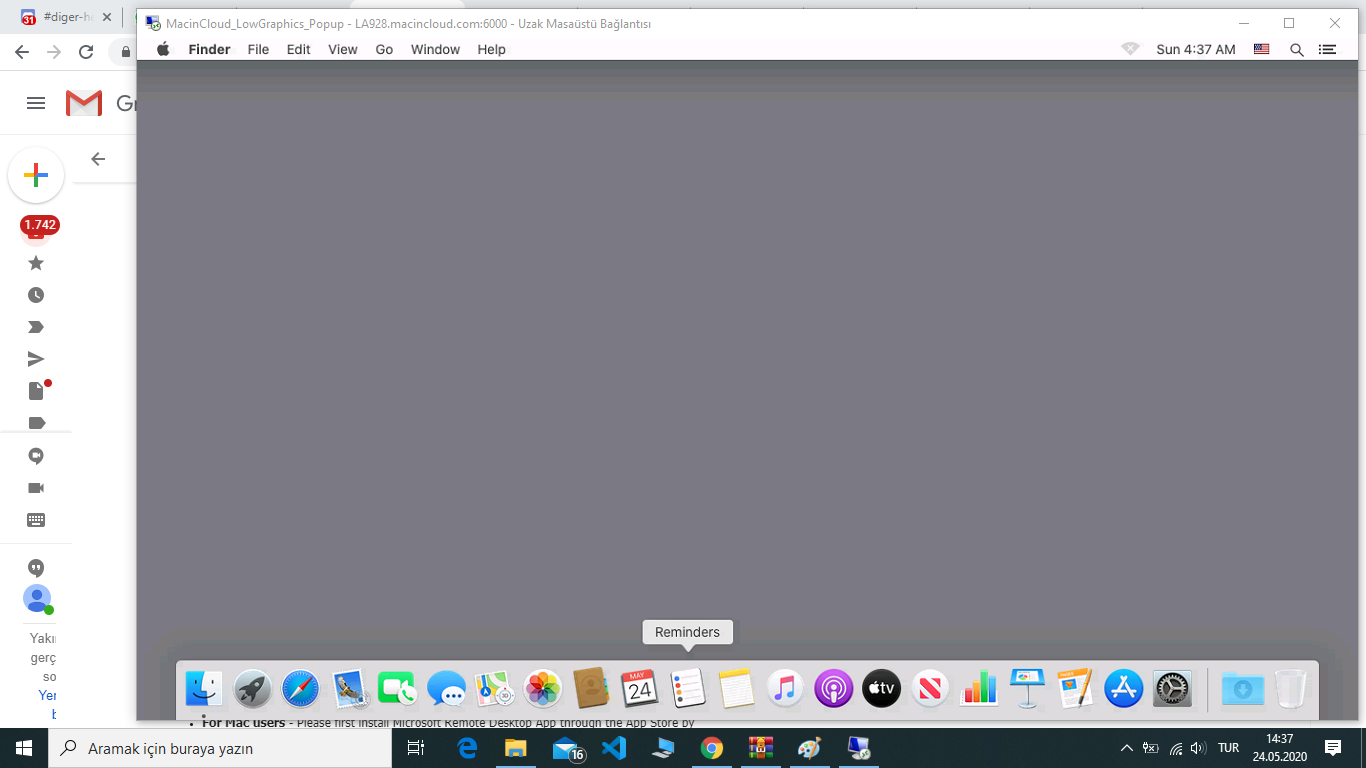 #diger-h
MacinCloud_LowGraphics_Popup - LA928.macincloud.com:6000 - Uzak Masaüstü Bağlantısı
Finder File Edit View Go Window Help
Sun 4:37 AM
1.742
Yakı
gerç
so
Yer
Reminders
MAY
24
30
tv
For Mac users - Please first install Microsoft Remote Desktop App through the App Store by
Aramak için buraya yazın
16
TUR
14:37
24.05.2020
31